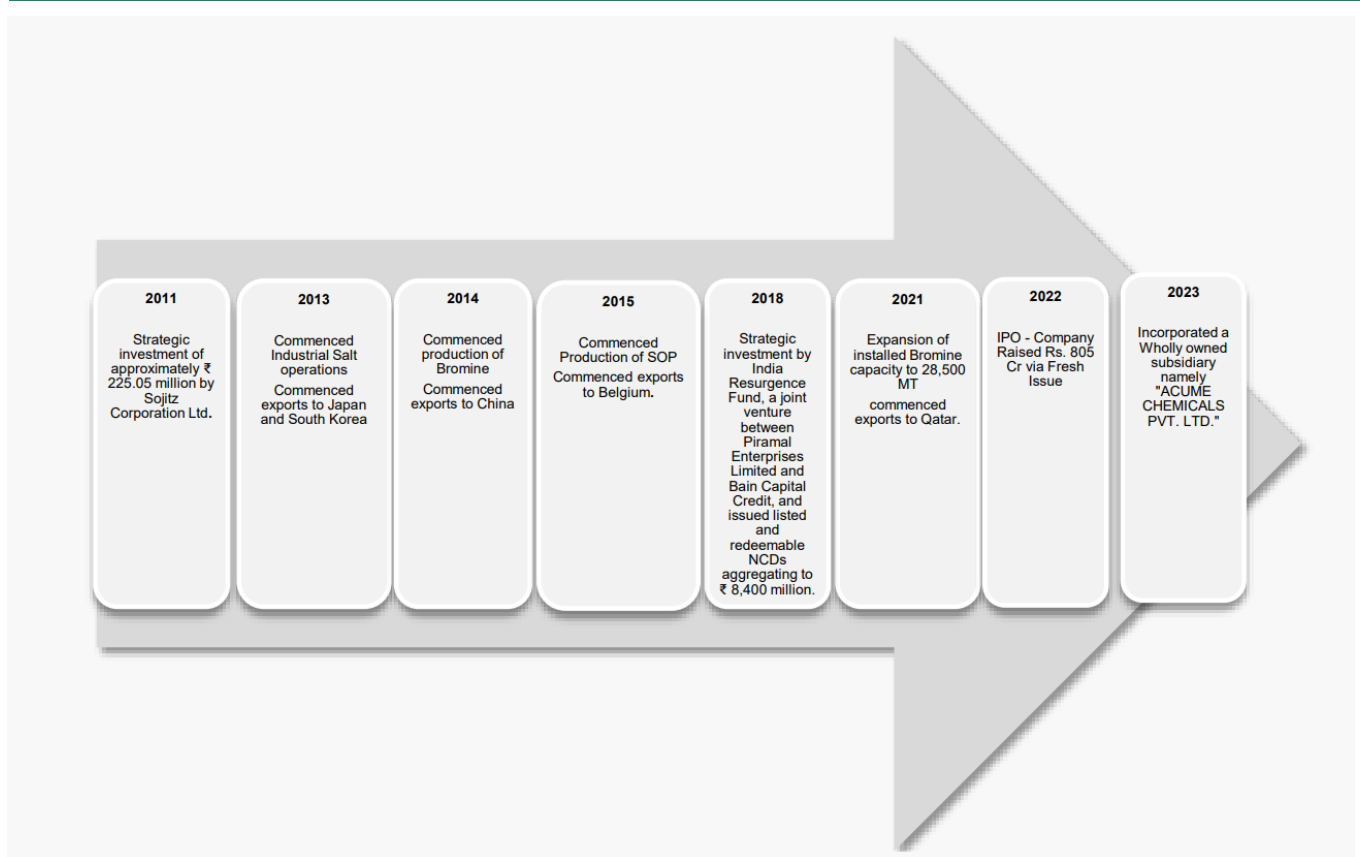 2011
Strategic
investment of
approximately ₹
225.05 million by
Sojitz
Corporation Ltd.
2013
Commenced
Industrial Salt
operations
Commenced
exports to Japan
and South Korea
2014
Commenced
production of
Bromine
Commenced
exports to China
2015
Commenced
Production of SOP
Commenced exports
to Belgium.
2018
Strategic
investment by
India
Resurgence
Fund, a joint
venture
between
Piramal
Enterprises
Limited and
Bain Capital
Credit, and
issued listed
and
redeemable
NCDs
aggregating to
₹ 8,400 million.
2021
Expansion of
installed Bromine
capacity to 28,500
MT
commenced
exports to Qatar.
2022
IPO - Company
Raised Rs. 805
Cr via Fresh
Issue
2023
Incorporated a
Wholly owned
subsidiary
namely
"ACUME
CHEMICALS
PVT. LTD."